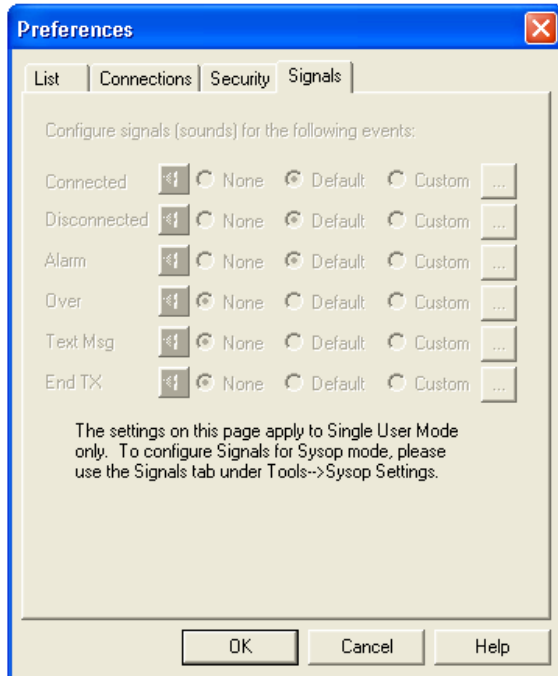 Preferences
List Connections Security Signals
Configure signals (sounds) for the following events:
Connected None Default Custom ...
Disconnected None Default Custom ...
Alarm None Default Custom ...
Over None Default Custom ...
Text Msg None Default Custom ...
End TX None Default Custom ...
The settings on this page apply to Single User Mode
only. To configure Signals for Sysop mode, please
use the Signals tab under Tools-->Sysop Settings.
OK Cancel Help